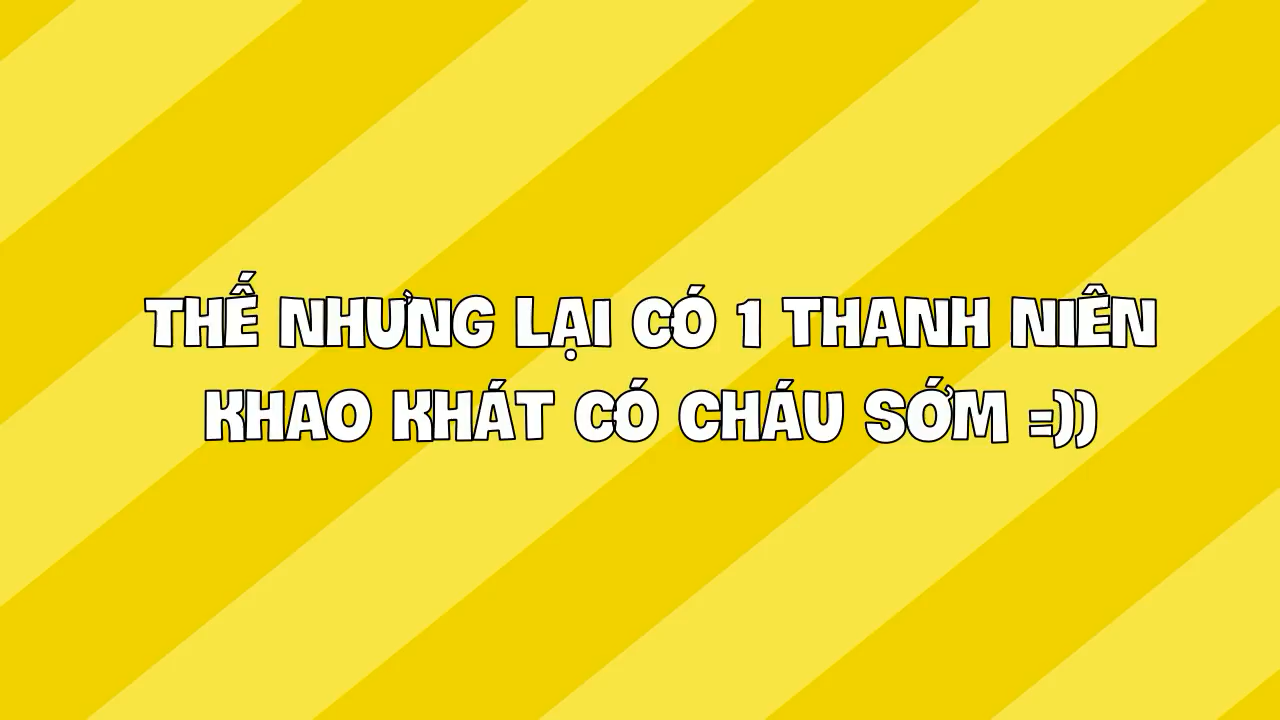 THẾ NHƯNG LẠI CÓ 1 THANH NIÊN
KHAO KHÁT CÓ CHÁU SỚM =))